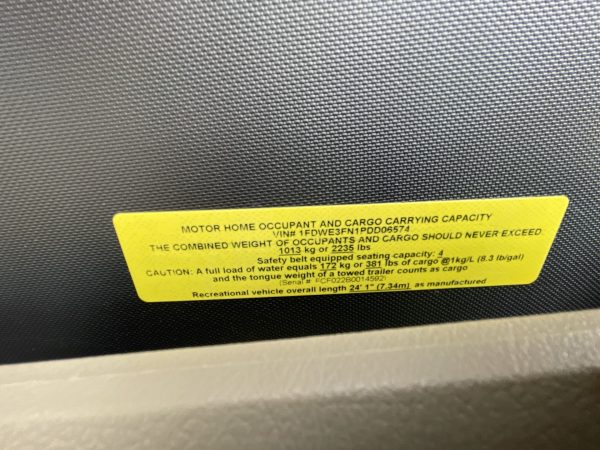 MOTOR HOME OCCUPANT AND CARGO CARRYING CAPACITY
VIN# 1FDWE3FN1PDD06574
THE COMBINED WEIGHT OF OCCUPANTS AND CARGO SHOULD NEVER EXCEED:
1013 kg or 2235 lbs
Safety belt equipped seating capacity: 4
CAUTION: A full load of water equals 172 kg or 381 lbs of cargo @1kg/L (8.3 lb/gal)
and the tongue weight of a towed trailer counts as cargo
(Serial #: FCF022B0014592)
Recreational vehicle overall length 24' 1" (7.34m) as manufactured